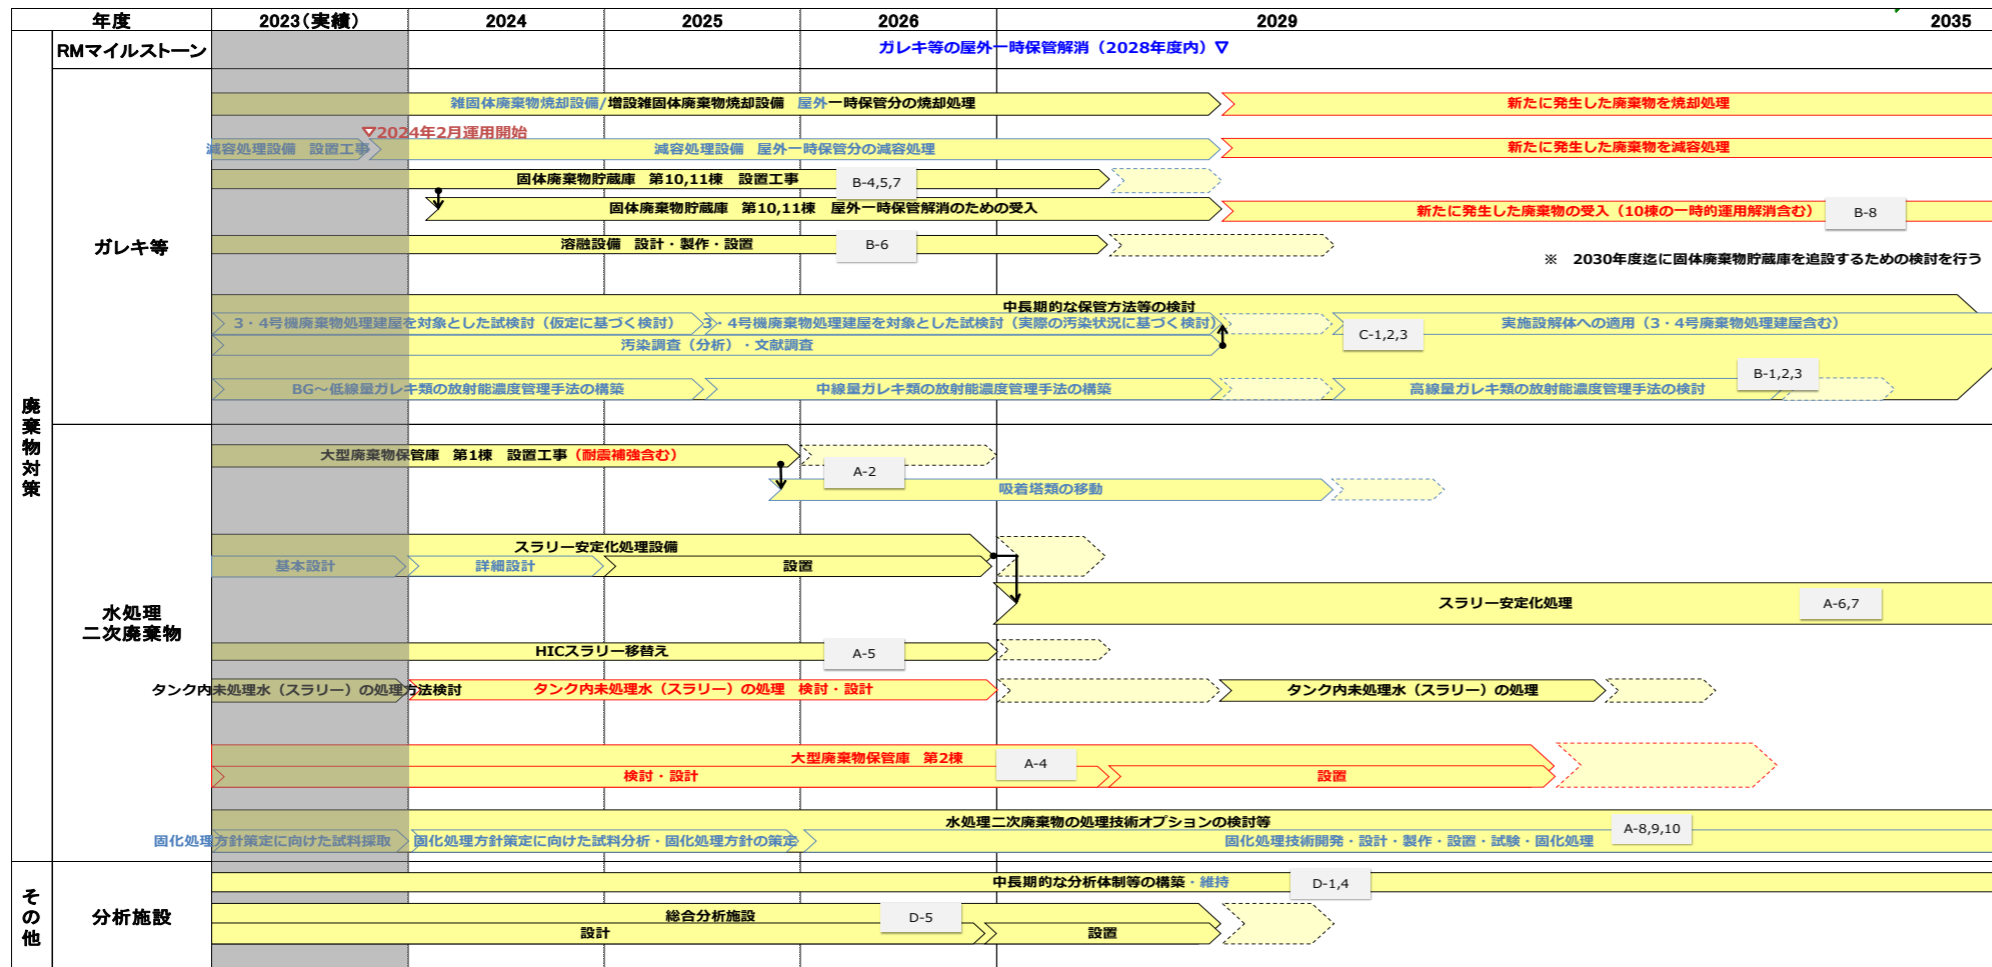 年度 2023(実績) 2024 2025 2026 2029 2035
廃棄物対策
RMマイルストーン
ガレキ等の屋外一時保管解消（2028年度内）▽
ガレキ等
雑固体廃棄物焼却設備/増設雑固体廃棄物焼却設備　屋外一時保管分の焼却処理
新たに発生した廃棄物を焼却処理
▽2024年2月運用開始
減容処理設備　設置工事
減容処理設備　屋外一時保管分の減容処理
新たに発生した廃棄物を減容処理
固体廃棄物貯蔵庫　第10,11棟　設置工事
B-4,5,7
固体廃棄物貯蔵庫　第10,11棟　屋外一時保管解消のための受入
新たに発生した廃棄物の受入（10棟の一時的運用解消含む）
B-8
溶融設備　設計・製作・設置
B-6
※　2030年度迄に固体廃棄物貯蔵庫を追設するための検討を行う
中長期的な保管方法等の検討
3・4号機廃棄物処理建屋を対象とした試検討（仮定に基づく検討）
3・4号機廃棄物処理建屋を対象とした試検討（実際の汚染状況に基づく検討）
実施設解体への適用（3・4号廃棄物処理建屋含む）
C-1,2,3
汚染調査（分析）・文献調査
BG～低線量ガレキ類の放射能濃度管理手法の構築
中線量ガレキ類の放射能濃度管理手法の構築
高線量ガレキ類の放射能濃度管理手法の検討
B-1,2,3
水処理
二次廃棄物
大型廃棄物保管庫　第1棟　設置工事（耐震補強含む）
A-2
吸着塔類の移動
スラリー安定化処理設備
基本設計
詳細設計
設置
スラリー安定化処理
A-6,7
HICスラリー移替え
A-5
タンク内未処理水（スラリー）の処理方法検討
タンク内未処理水（スラリー）の処理　検討・設計
タンク内未処理水（スラリー）の処理
大型廃棄物保管庫　第2棟
A-4
検討・設計
設置
水処理二次廃棄物の処理技術オプションの検討等
A-8,9,10
固化処理方針策定に向けた試料採取
固化処理方針策定に向けた試料分析・固化処理方針の策定
固化処理技術開発・設計・製作・設置・試験・固化処理
その他
分析施設
中長期的な分析体制等の構築・維持
D-1,4
総合分析施設
D-5
設計
設置